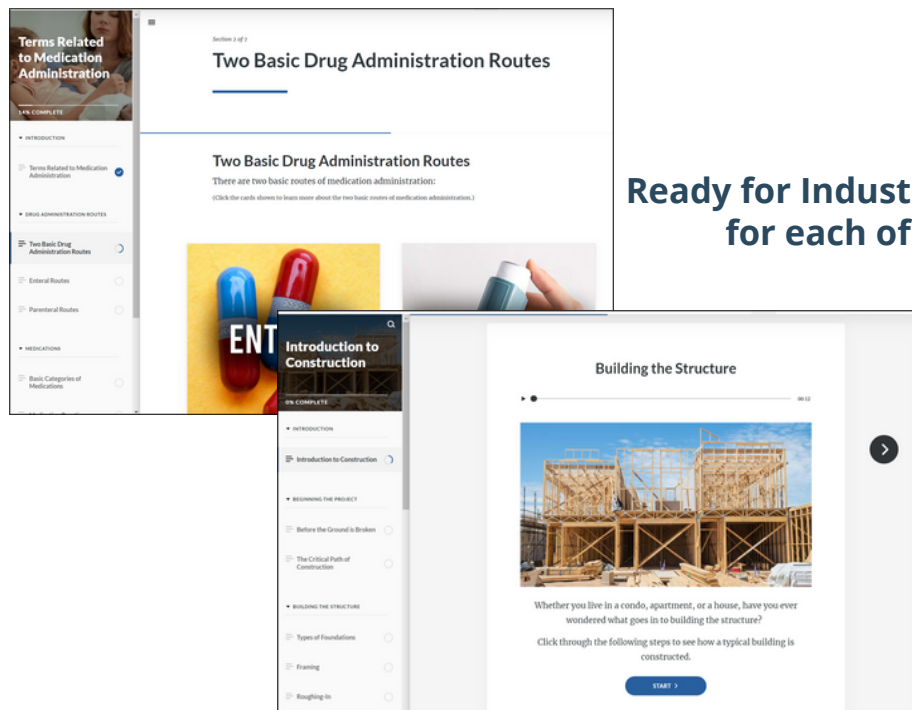 Terms Related
to Medication
Administration
14% COMPLETE
INTRODUCTION
Terms Related to Medication
Administration
DRUG ADMINISTRATION ROUTES
Two Basic Drug
Administration Routes
Enteral Routes
Parenteral Routes
MEDICATIONS
Basic Categories of
Medications
Section 2 of 7
Two Basic Drug Administration Routes
Two Basic Drug Administration Routes
There are two basic routes of medication administration:
(Click the cards shown to learn more about the two basic routes of medication administration.)
ENT
Ready for Indust
for each of
Introduction to
Construction
0% COMPLETE
INTRODUCTION
Introduction to Construction
BEGINNING THE PROJECT
Before the Ground is Broken
The Critical Path of
Construction
BUILDING THE STRUCTURE
Types of Foundations
Framing
Roughing-In
Building the Structure
00:12
Whether you live in a condo, apartment, or a house, have you ever
wondered what goes in to building the structure?
Click through the following steps to see how a typical building is
constructed.
START